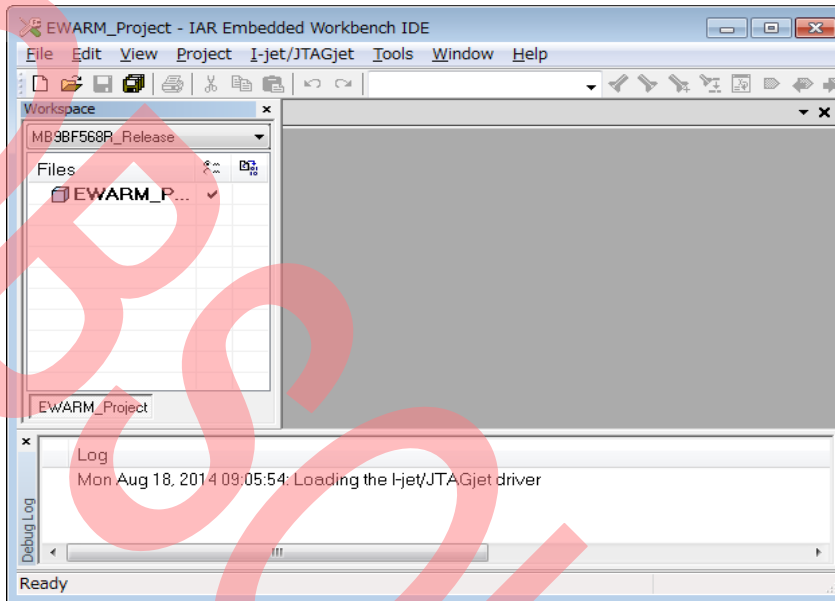 EWARM_Project - IAR Embedded Workbench IDE
File Edit View Project I-jet/JTAGjet Tools Window Help
Workspace
MB9BF568R_Release
Files
EWARM_P...
EWARM_Project
Log
Mon Aug 18, 2014 09:05:54: Loading the I-jet/JTAGjet driver
Debug Log
Ready